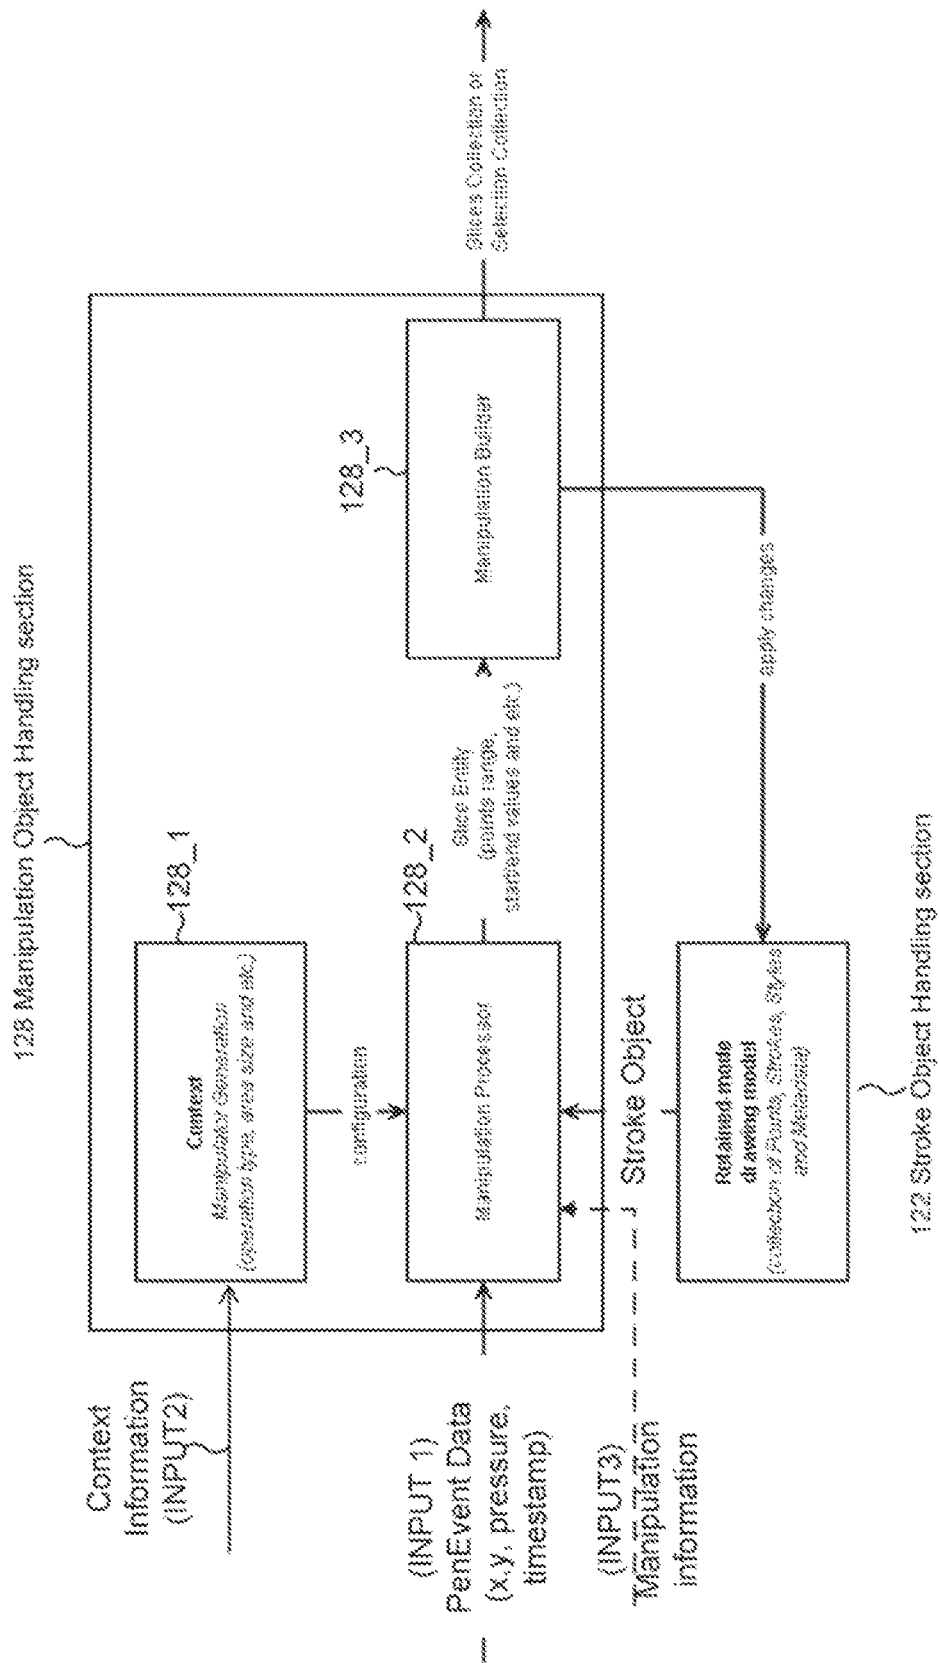 128 Manipulation Object Handling section
Context
Information
(INPUT2)
128_1
Context
Manipulator Generation
(operation type, area size and etc.)
configuration
(INPUT 1)
PenEvent Data
(x,y, pressure,
timestamp)
128_2
Manipulation Processor
Slice Entity
(points range,
start/end values and etc.)
128_3
Manipulation Builder
Slices Collection or
Selection Collection
(INPUT3)
Manipulation
information
Stroke Object
apply changes
Retained mode
drawing model
(collection of Points, Strokes, Styles
and Metadata)
122 Stroke Object Handling section